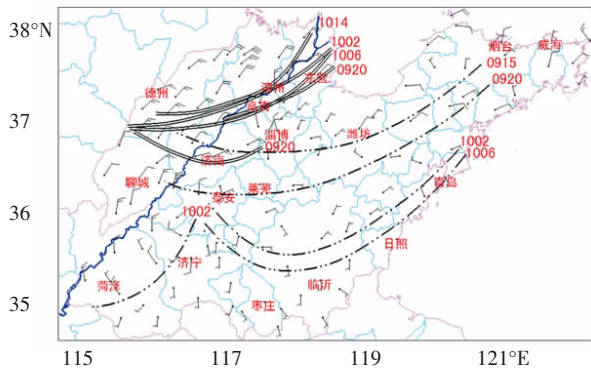 38°N
1014
1002
1006
0920
烟台
威海
0915
0920
德州
滨州
东营
高青
37
淄博
潍坊
0920
济南
1002
1006
聊城
莱芜
青岛
泰安
36
1002
日照
济宁
菏泽
临沂
35
枣庄
115
117
119
121°E